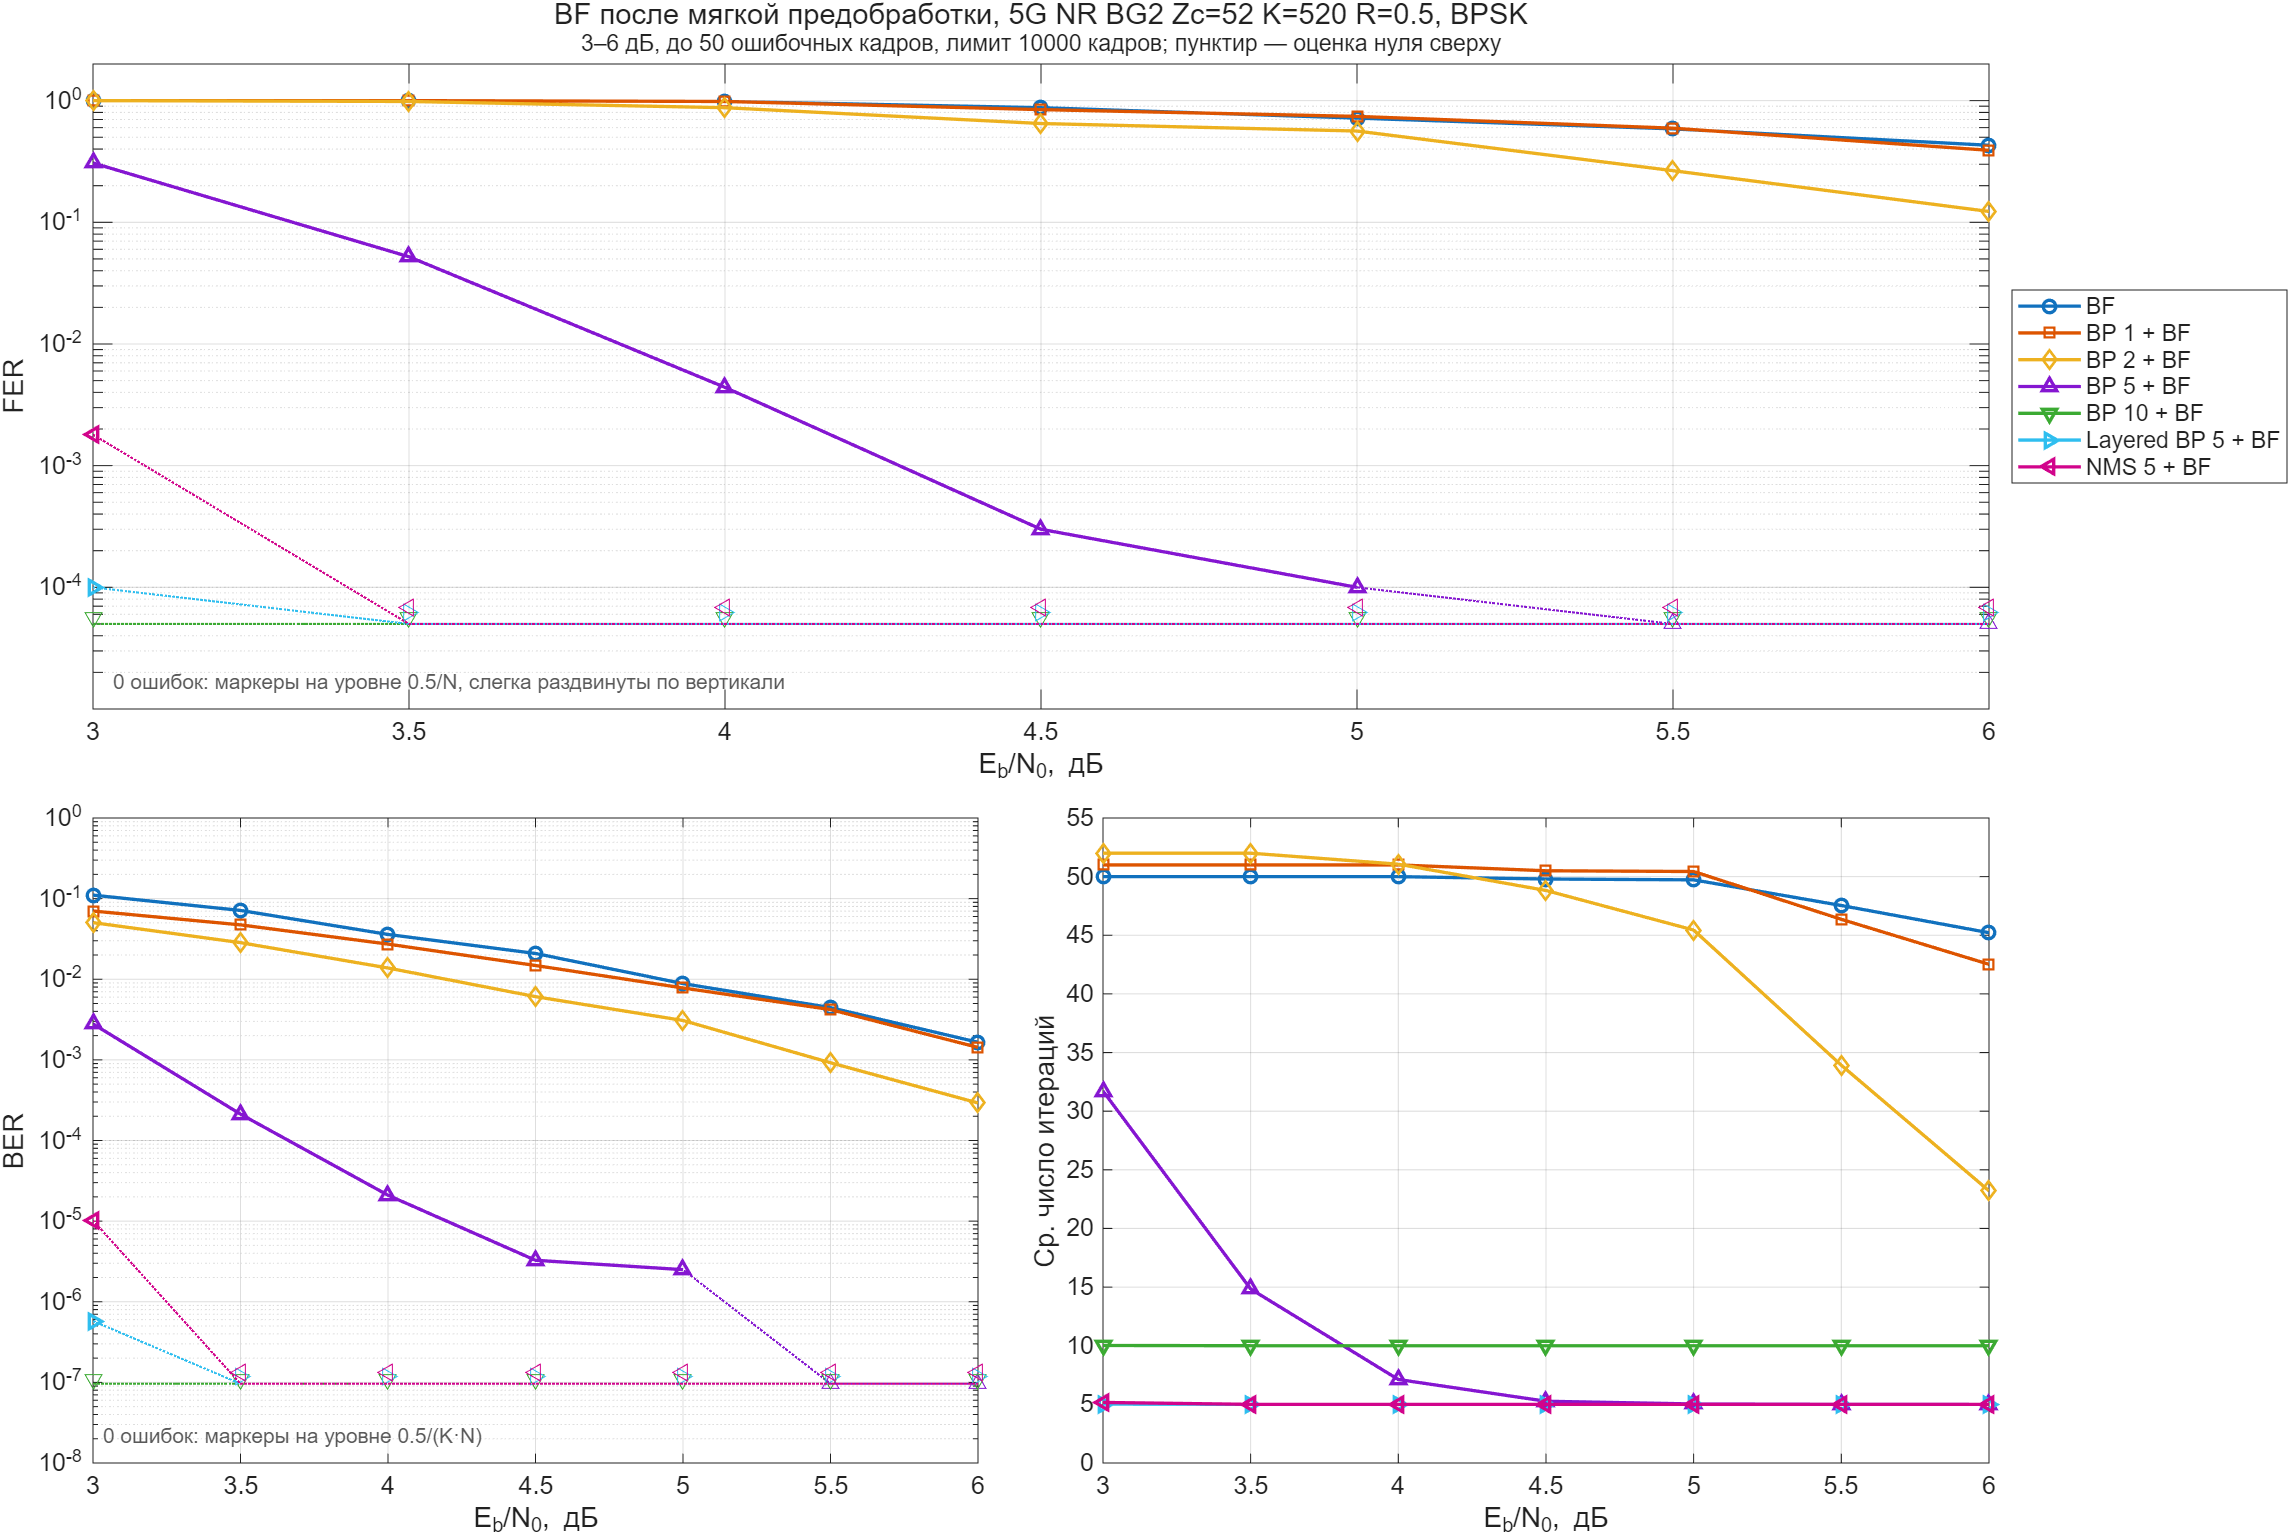 BF после мягкой предобработки, 5G NR BG2 Zc=52 K=520 R=0.5, BPSK
3–6 дБ, до 50 ошибочных кадров, лимит 10000 кадров; пунктир — оценка нуля сверху
10^0
10^-1
10^-2
10^-3
10^-4
FER
0 ошибок: маркеры на уровне 0.5/N, слегка раздвинуты по вертикали
3 3.5 4 4.5 5 5.5 6
E_b/N_0, дБ
BF
BP 1 + BF
BP 2 + BF
BP 5 + BF
BP 10 + BF
Layered BP 5 + BF
NMS 5 + BF
10^0
10^-1
10^-2
10^-3
10^-4
10^-5
10^-6
10^-7
10^-8
BER
0 ошибок: маркеры на уровне 0.5/(K·N)
3 3.5 4 4.5 5 5.5 6
E_b/N_0, дБ
55
50
45
40
35
30
25
20
15
10
5
0
Ср. число итераций
3 3.5 4 4.5 5 5.5 6
E_b/N_0, дБ